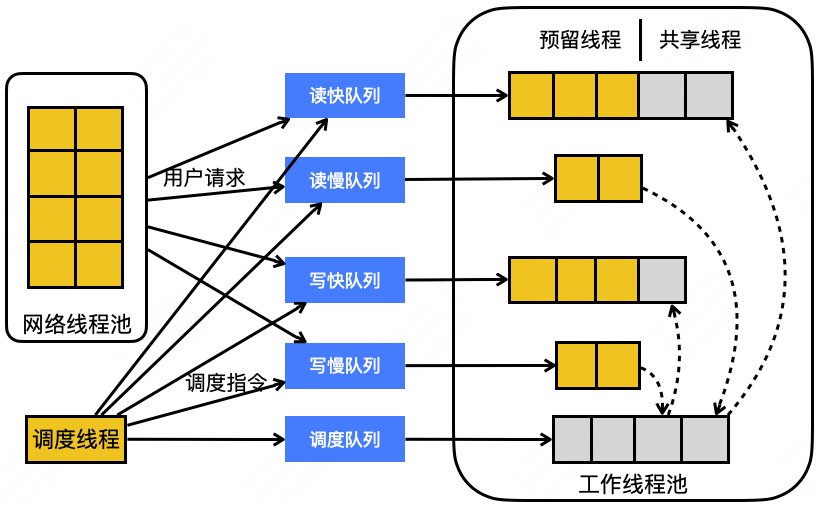 预留线程
共享线程
读快队列
用户请求
读慢队列
写快队列
网络线程池
写慢队列
调度指令
调度线程
调度队列
工作线程池